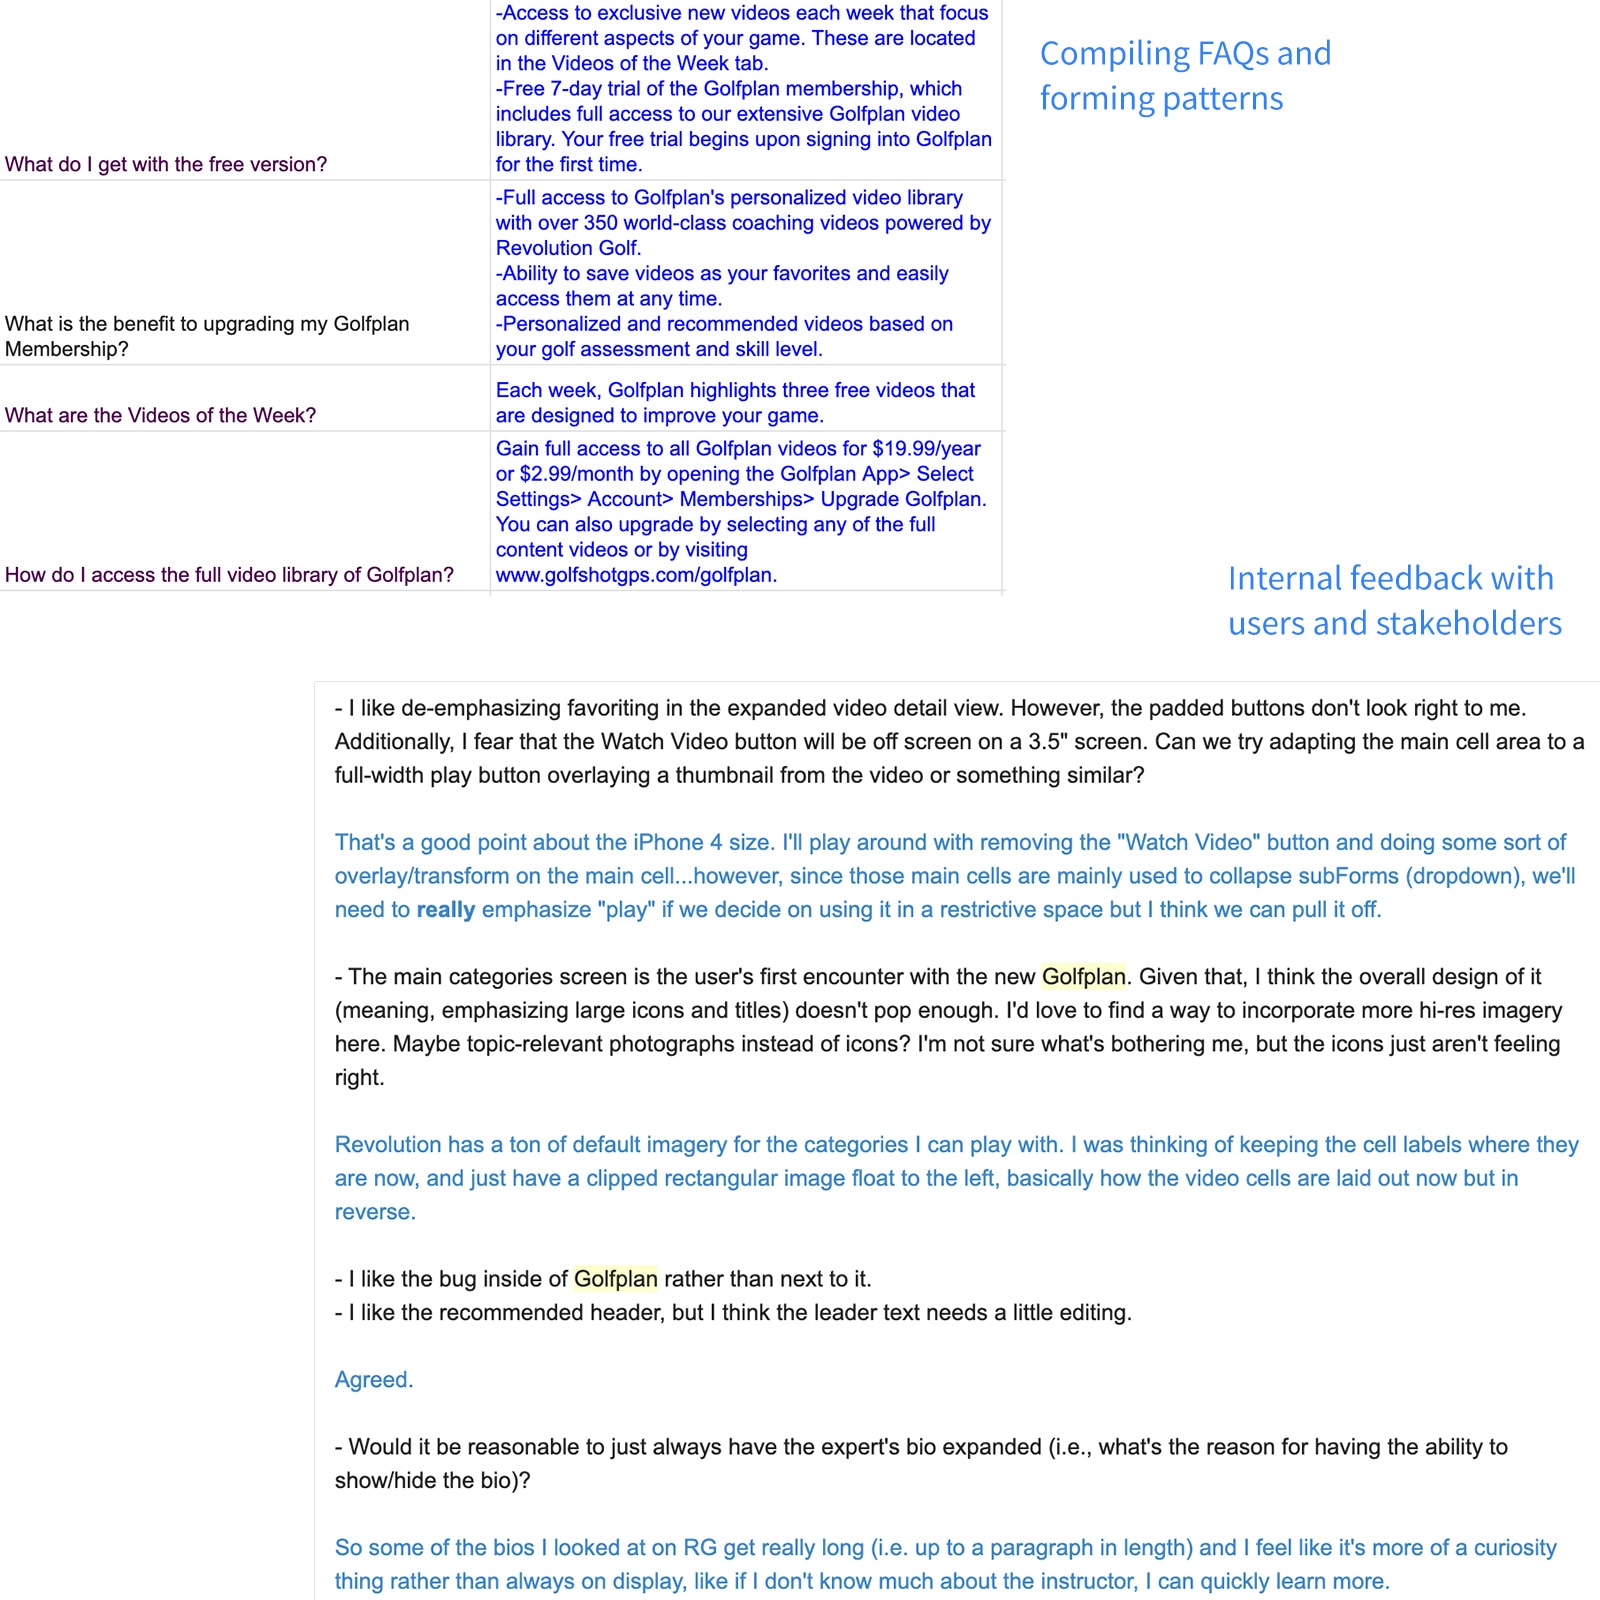 -Access to exclusive new videos each week that focus
on different aspects of your game. These are located
in the Videos of the Week tab.
-Free 7-day trial of the Golfplan membership, which
includes full access to our extensive Golfplan video
library. Your free trial begins upon signing into Golfplan
What do I get with the free version?
for the first time.
Compiling FAQs and
forming patterns
-Full access to Golfplan's personalized video library
with over 350 world-class coaching videos powered by
Revolution Golf.
-Ability to save videos as your favorites and easily
access them at any time.
What is the benefit to upgrading my Golfplan
Membership?
-Personalized and recommended videos based on
your golf assessment and skill level.
What are the Videos of the Week?
Each week, Golfplan highlights three free videos that
are designed to improve your game.
How do I access the full video library of Golfplan?
Gain full access to all Golfplan videos for $19.99/year
or $2.99/month by opening the Golfplan App> Select
Settings> Account> Memberships> Upgrade Golfplan.
You can also upgrade by selecting any of the full
content videos or by visiting
www.golfshotgps.com/golfplan.
Internal feedback with
users and stakeholders
- I like de-emphasizing favoriting in the expanded video detail view. However, the padded buttons don't look right to me.
Additionally, I fear that the Watch Video button will be off screen on a 3.5" screen. Can we try adapting the main cell area to a
full-width play button overlaying a thumbnail from the video or something similar?
That's a good point about the iPhone 4 size. I'll play around with removing the "Watch Video" button and doing some sort of
overlay/transform on the main cell...however, since those main cells are mainly used to collapse subForms (dropdown), we'll
need to really emphasize "play" if we decide on using it in a restrictive space but I think we can pull it off.
- The main categories screen is the user's first encounter with the new Golfplan. Given that, I think the overall design of it
(meaning, emphasizing large icons and titles) doesn't pop enough. I'd love to find a way to incorporate more hi-res imagery
here. Maybe topic-relevant photographs instead of icons? I'm not sure what's bothering me, but the icons just aren't feeling
right.
Revolution has a ton of default imagery for the categories I can play with. I was thinking of keeping the cell labels where they
are now, and just have a clipped rectangular image float to the left, basically how the video cells are laid out now but in
reverse.
- I like the bug inside of Golfplan rather than next to it.
- I like the recommended header, but I think the leader text needs a little editing.
Agreed.
- Would it be reasonable to just always have the expert's bio expanded (i.e., what's the reason for having the ability to
show/hide the bio)?
So some of the bios I looked at on RG get really long (i.e. up to a paragraph in length) and I feel like it's more of a curiosity
thing rather than always on display, like if I don't know much about the instructor, I can quickly learn more.